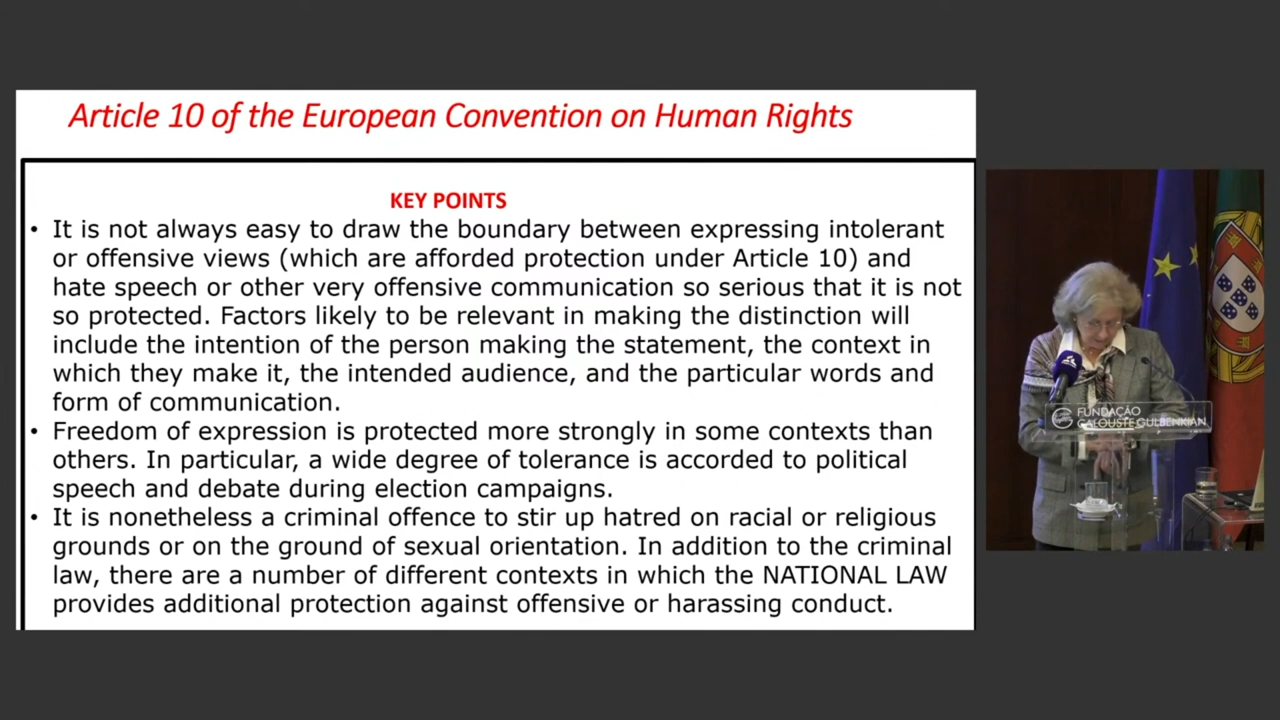 Article 10 of the European Convention on Human Rights
KEY POINTS
• It is not always easy to draw the boundary between expressing intolerant
or offensive views (which are afforded protection under Article 10) and
hate speech or other very offensive communication so serious that it is not
so protected. Factors likely to be relevant in making the distinction will
include the intention of the person making the statement, the context in
which they make it, the intended audience, and the particular words and
form of communication.
• Freedom of expression is protected more strongly in some contexts than
others. In particular, a wide degree of tolerance is accorded to political
speech and debate during election campaigns.
• It is nonetheless a criminal offence to stir up hatred on racial or religious
grounds or on the ground of sexual orientation. In addition to the criminal
law, there are a number of different contexts in which the NATIONAL LAW
provides additional protection against offensive or harassing conduct.
FUNDAÇÃO
CALOUSTE GULBENKIAN